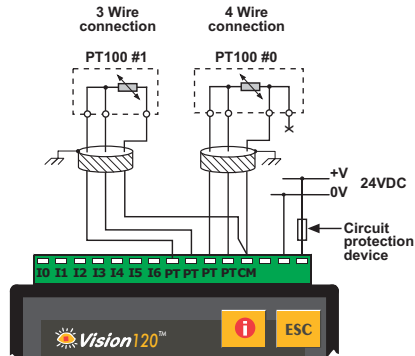 3 Wire
connection
4 Wire
connection
PT100 #1
PT100 #0
+V
0V
24VDC
Circuit
protection
device
I0 I1 I2 I3 I4 I5 I6 PT PT PT PT CM
Vision120™
i
ESC